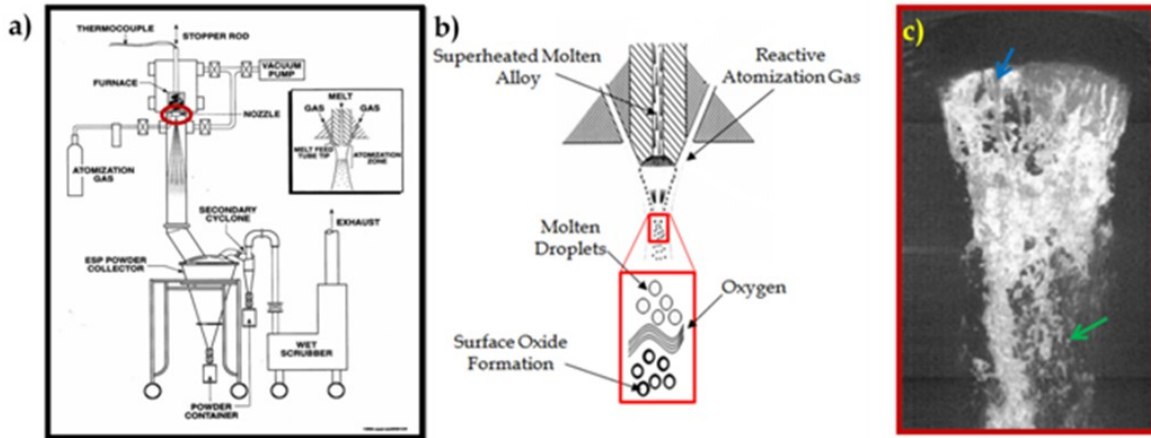 a)
THERMOCOUPLE
STOPPER ROD
FURNACE
VACUUM
PUMP
NOZZLE
MELT
GAS
GAS
MELT FEED
TUBE TIP
ATOMIZATION
ZONE
ATOMIZATION
GAS
SECONDARY
CYCLONE
EXHAUST
ESP POWDER
COLLECTOR
WET
SCRUBBER
POWDER
CONTAINER
b)
Superheated Molten
Alloy
Reactive
Atomization Gas
Molten
Droplets
Oxygen
Surface Oxide
Formation
c)